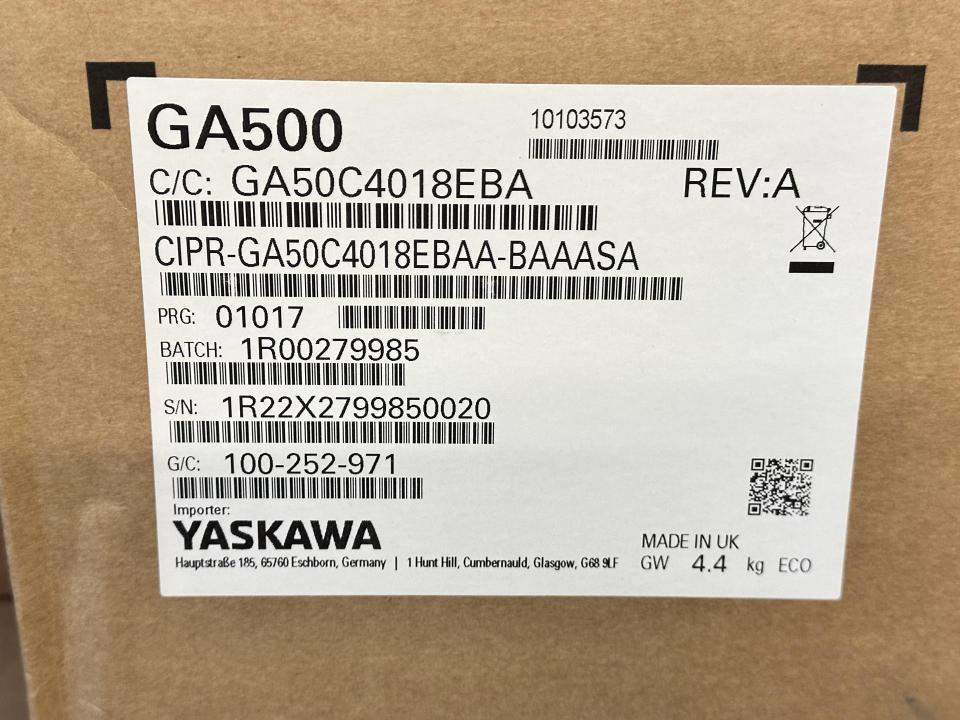 GA500
10103573
C/C: GA50C4018EBA
REV:A
CIPR-GA50C4018EBAA-BAAASA
PRG: 01017
BATCH: 1R00279985
S/N: 1R22X2799850020
G/C: 100-252-971
Importer:
YASKAWA
MADE IN UK
Hauptstraße 185, 65760 Eschborn, Germany | 1 Hunt Hill, Cumbernauld, Glasgow, G68 9LF
GW 4.4 kg ECO